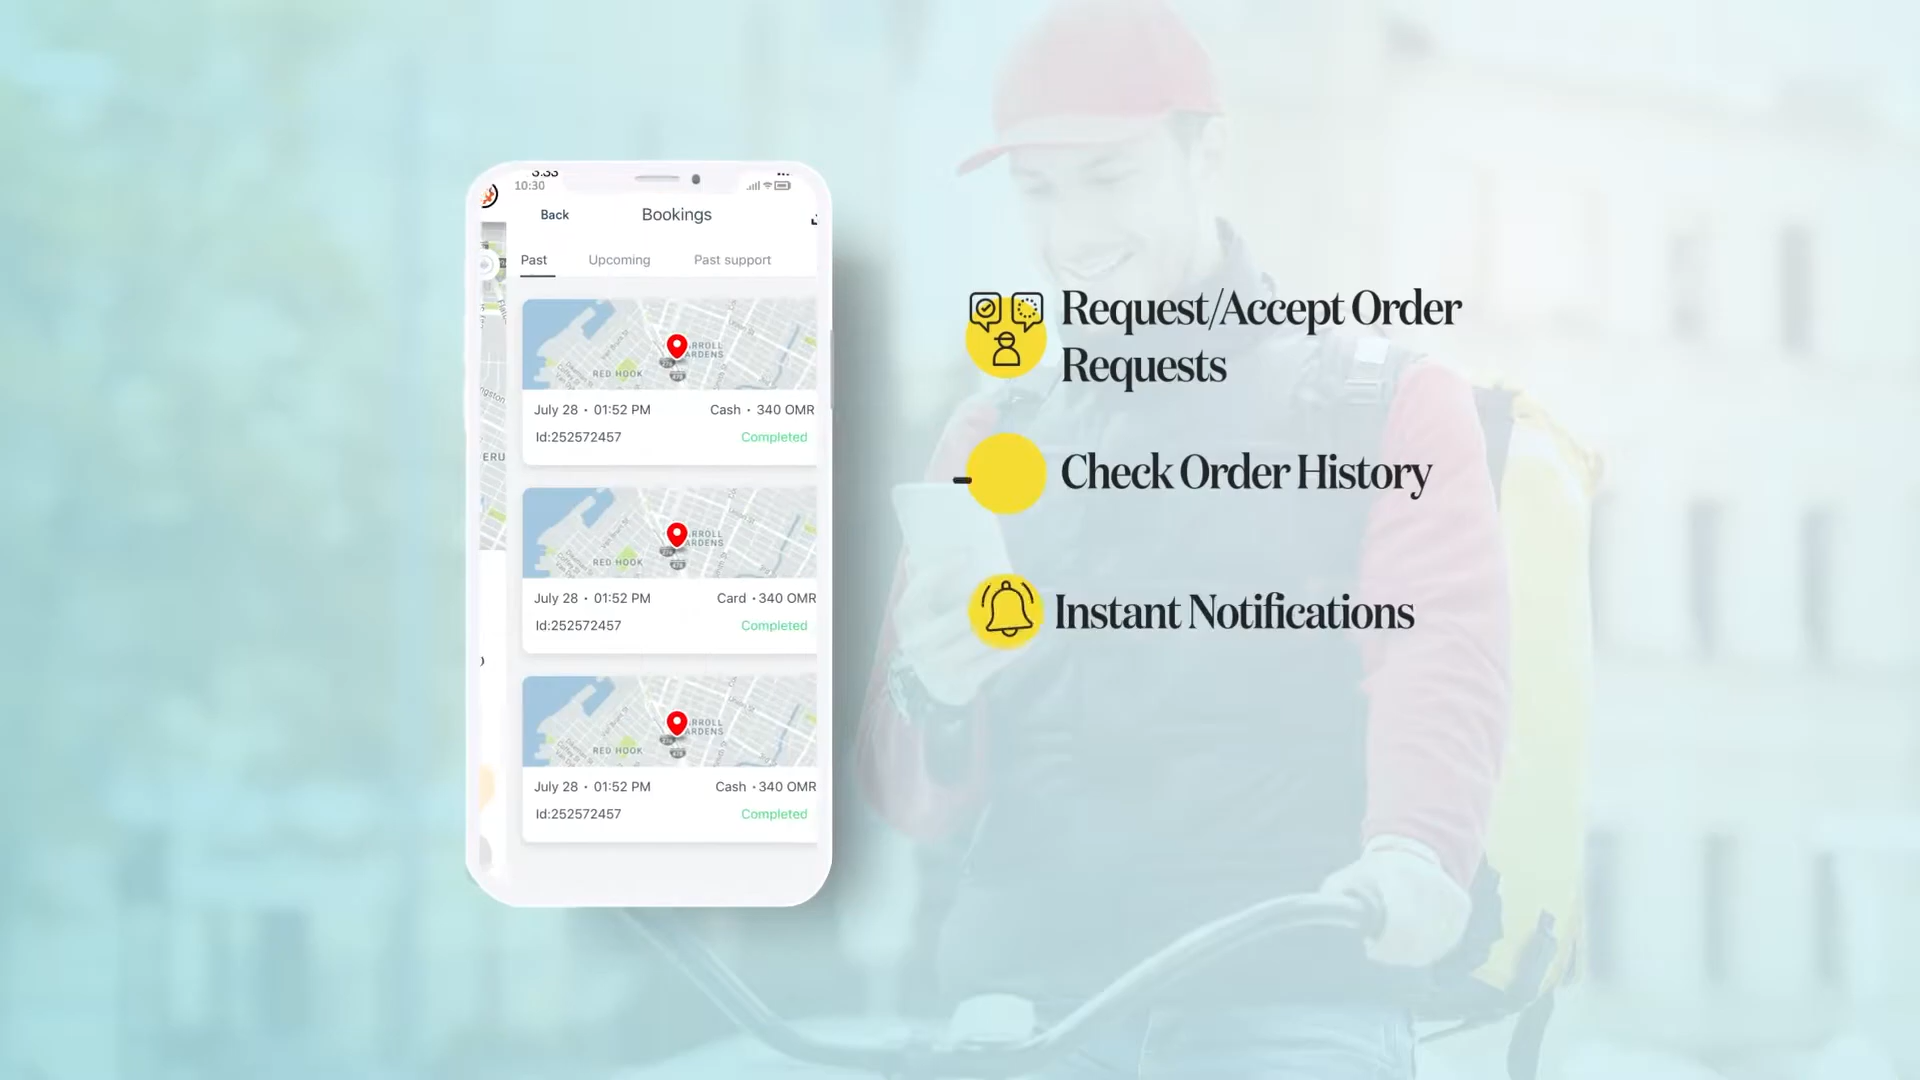 10:30
Back
Bookings
Past
Upcoming
Past support
RED HOOK
July 28 • 01:52 PM
Cash • 340 OMR
Id:252572457
Completed
RED HOOK
July 28 • 01:52 PM
Card • 340 OMR
Id:252572457
Completed
RED HOOK
July 28 • 01:52 PM
Cash • 340 OMR
Id:252572457
Completed
Request/Accept Order
Requests
Check Order History
Instant Notifications